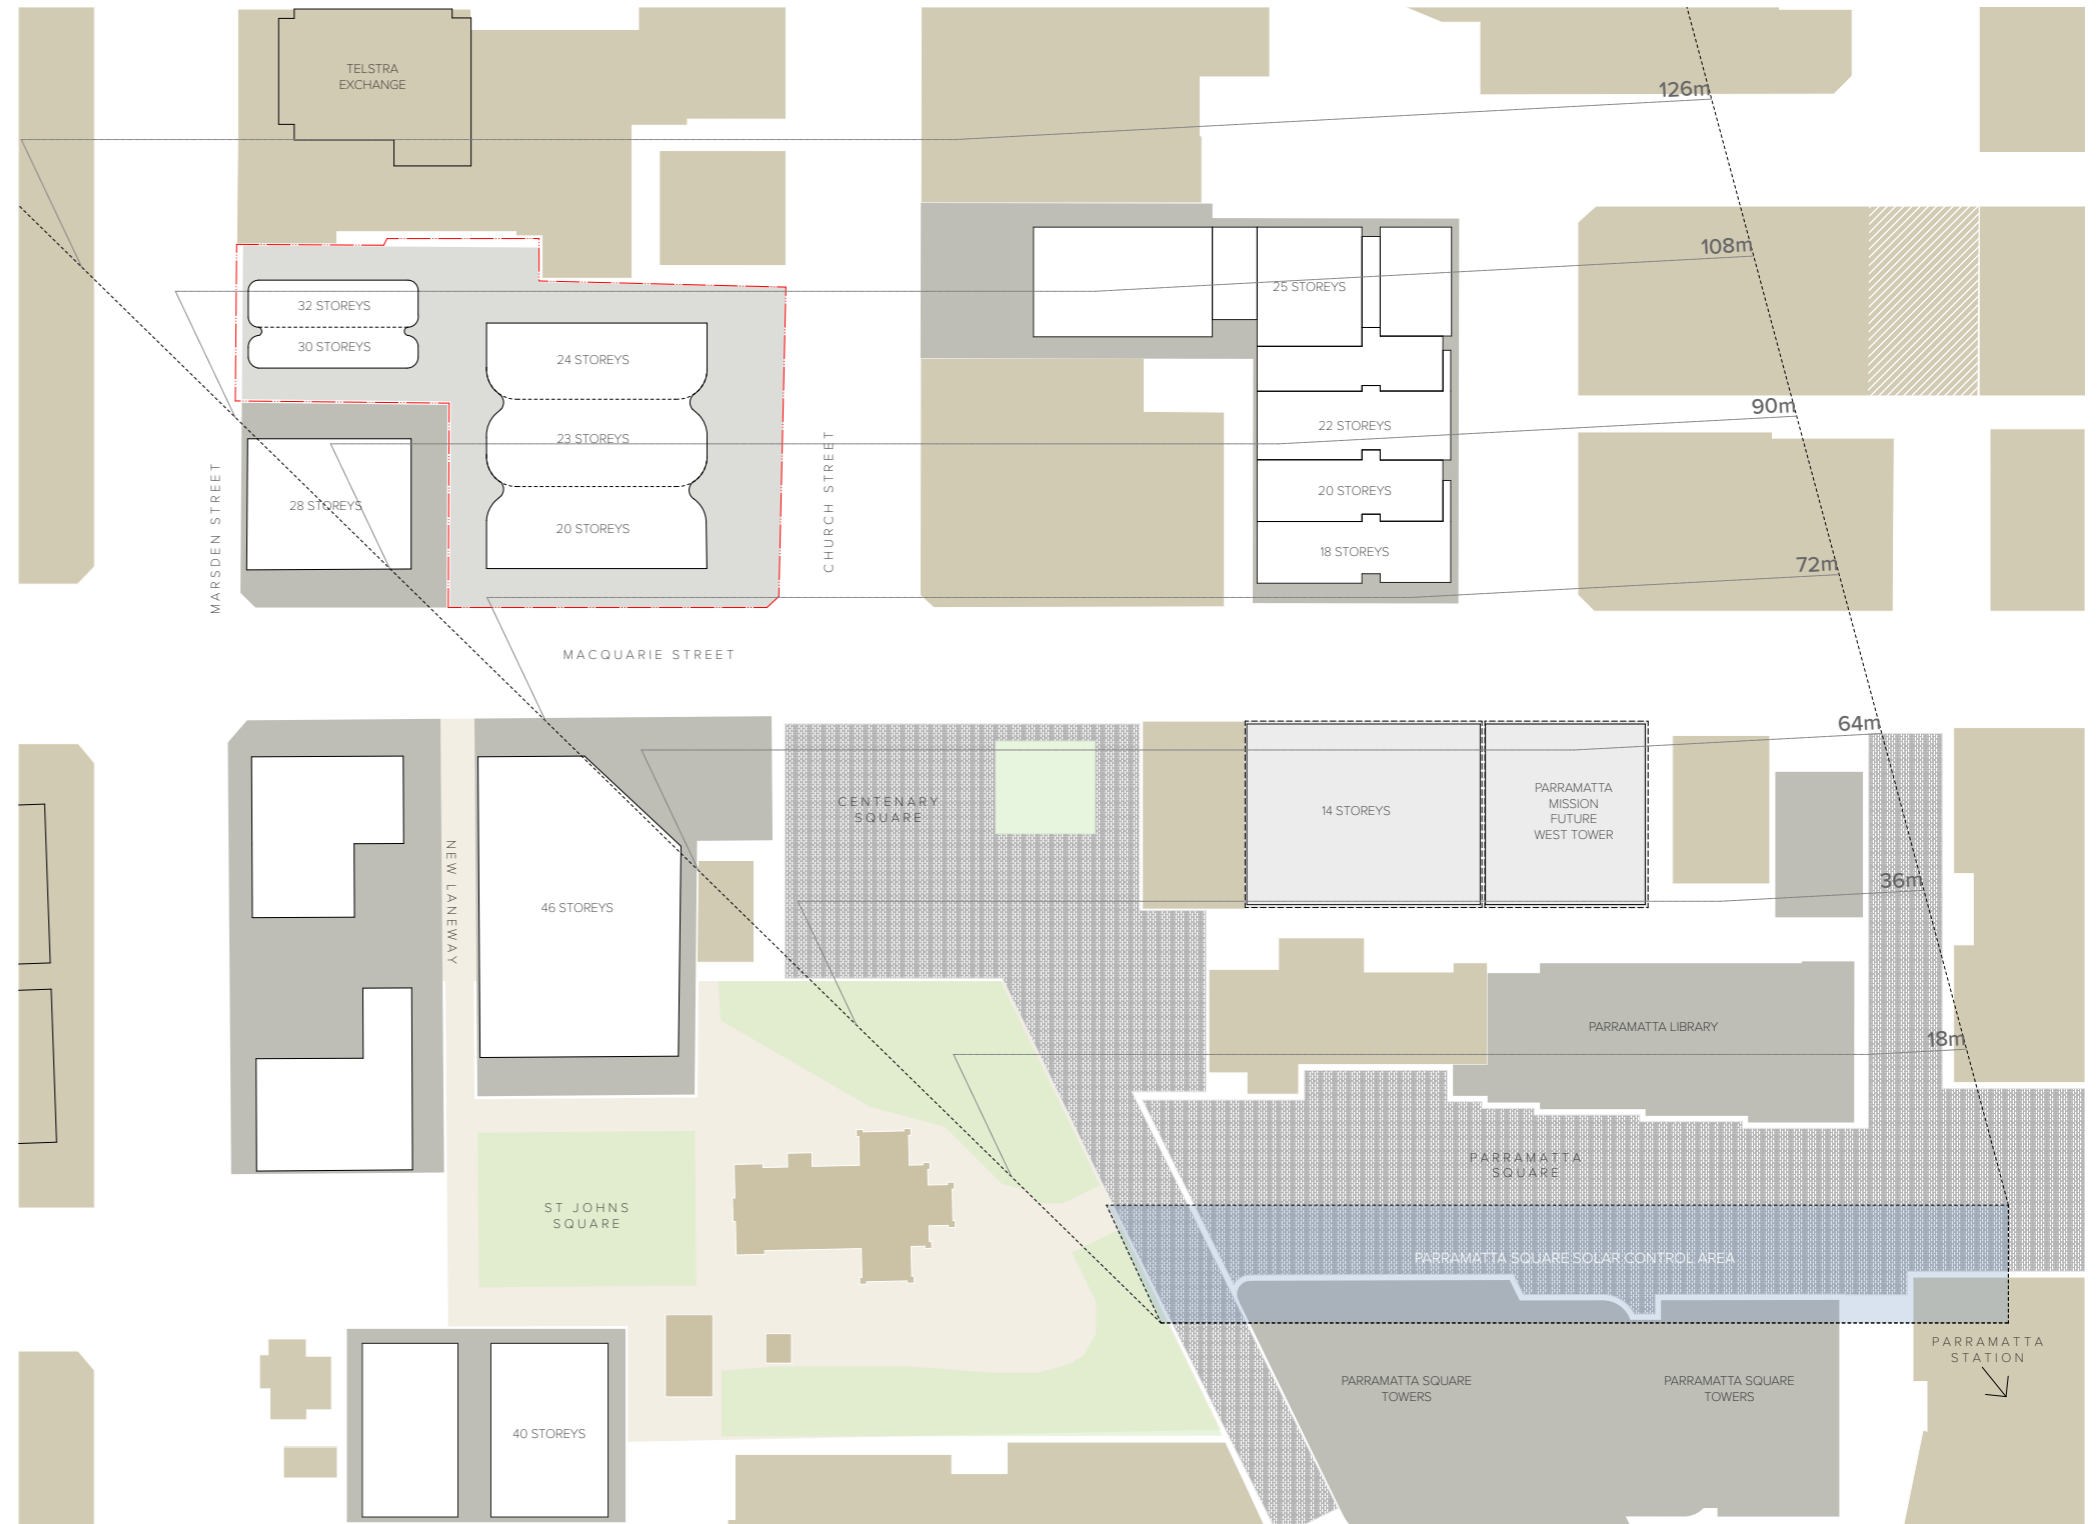 TELSTRA
EXCHANGE
126m
108m
32 STOREYS
30 STOREYS
24 STOREYS
25 STOREYS
90m
23 STOREYS
22 STOREYS
28 STOREYS
20 STOREYS
20 STOREYS
18 STOREYS
72m
MARSDEN STREET
CHURCH STREET
MACQUARIE STREET
64m
CENTENARY
SQUARE
14 STOREYS
PARRAMATTA
MISSION
FUTURE
WEST TOWER
NEW LANEWAY
46 STOREYS
36m
PARRAMATTA LIBRARY
18m
PARRAMATTA
SQUARE
ST JOHNS
SQUARE
PARRAMATTA SQUARE SOLAR CONTROL AREA
PARRAMATTA
STATION
PARRAMATTA SQUARE
TOWERS
PARRAMATTA SQUARE
TOWERS
40 STOREYS